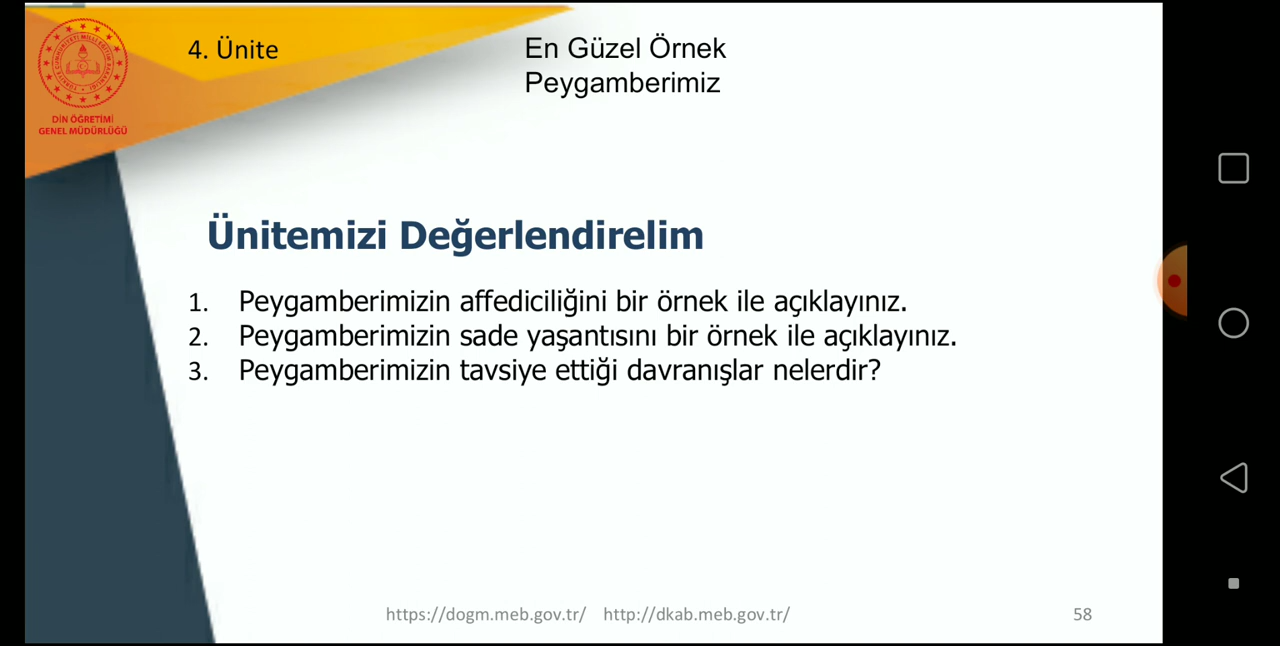 4. Ünite
En Güzel Örnek
Peygamberimiz
DİN ÖĞRETİMİ
GENEL MÜDÜRLÜĞÜ
Ünitemizi Değerlendirelim
1. Peygamberimizin affediciliğini bir örnek ile açıklayınız.
2. Peygamberimizin sade yaşantısını bir örnek ile açıklayınız.
3. Peygamberimizin tavsiye ettiği davranışlar nelerdir?
https://dogm.meb.gov.tr/ http://dkab.meb.gov.tr/
58